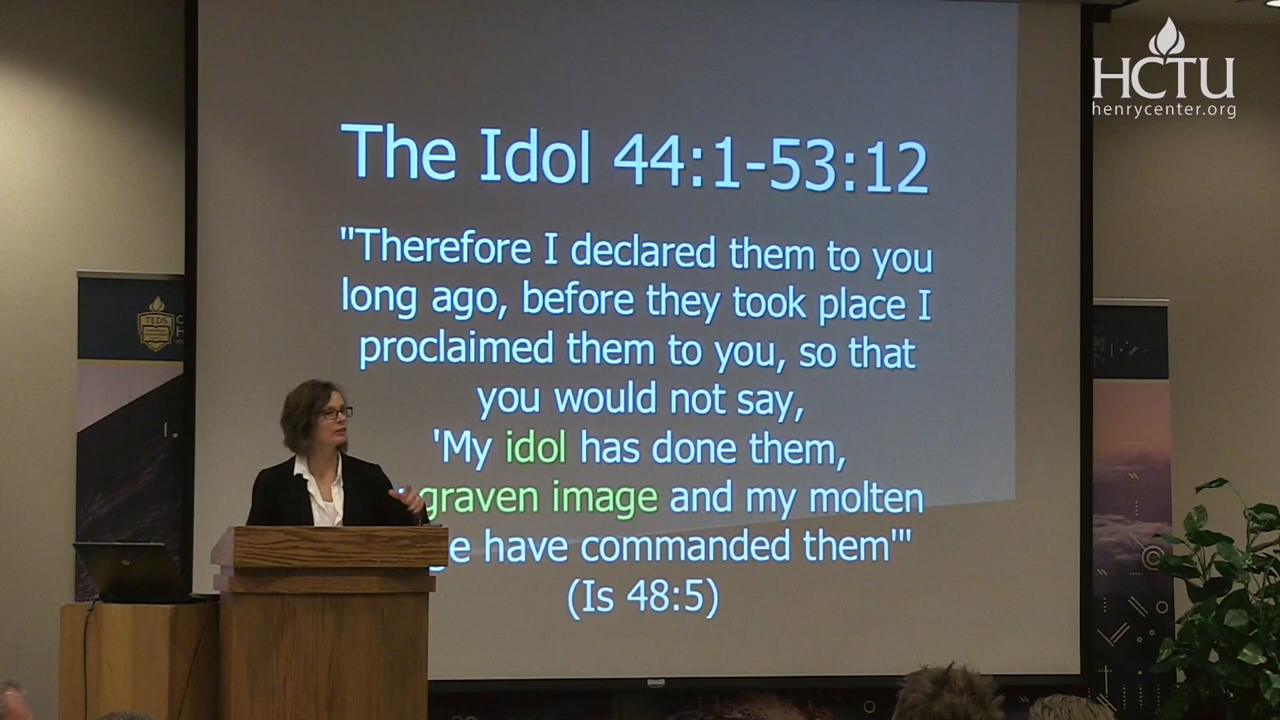 HCTU
henrycenter.org
The Idol 44:1-53:12
"Therefore I declared them to you
long ago, before they took place I
proclaimed them to you, so that
you would not say,
'My idol has done them,
graven image and my molten
have commanded them'"
(Is 48:5)
TEDS